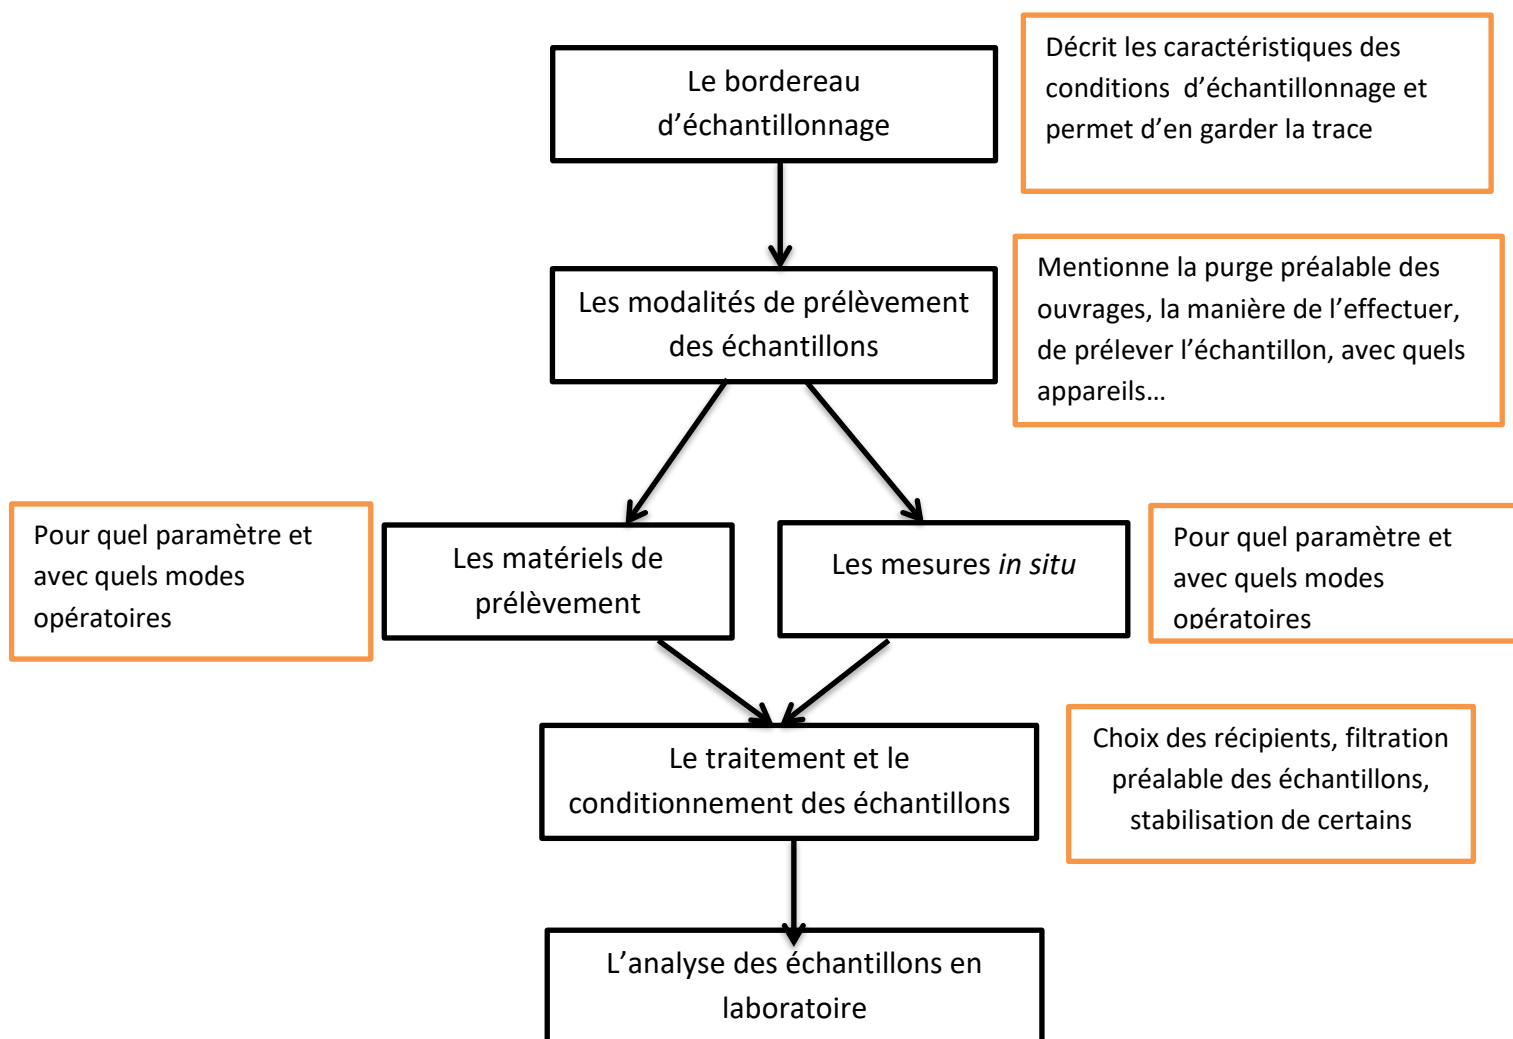 Le bordereau
d’échantillonnage
Décrit les caractéristiques des
conditions  d’échantillonnage et
permet d’en garder la trace
Les modalités de prélèvement
des échantillons
Mentionne la purge préalable des
ouvrages, la manière de l’effectuer,
de prélever l’échantillon, avec quels
appareils…
Pour quel paramètre et
avec quels modes
opératoires
Les matériels de
prélèvement
Les mesures in situ
Pour quel paramètre et
avec quels modes
opératoires
Le traitement et le
conditionnement des échantillons
Choix des récipients, filtration
préalable des échantillons,
stabilisation de certains
L’analyse des échantillons en
laboratoire